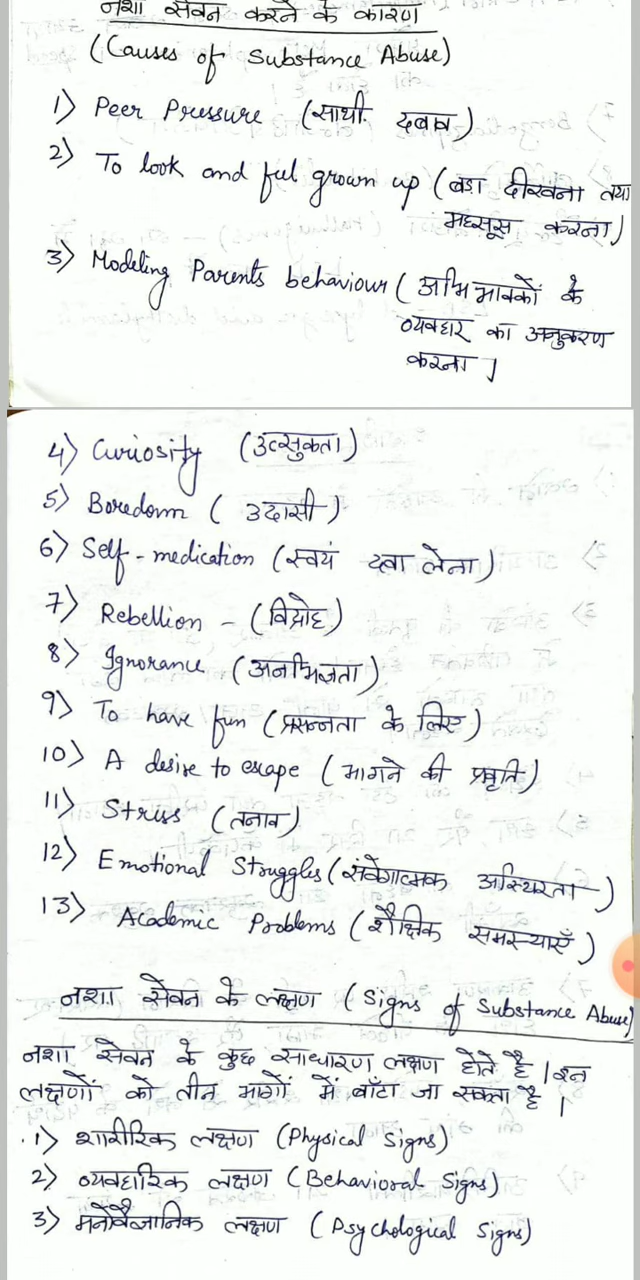 नशा सेवन करने के कारण
(Causes of Substance Abuse)
1) Peer Pressure (साथी दबाव)
2) To look and ful grown up (बड़ा दीखना तथा
महसूस करना)
3) Modeling Parents behaviour (अभिभावकों के
व्यवहार का अनुकरण
करना)
4) Curiosity (उत्सुकता)
5) Boredom (उदासी)
6) Self-medication (स्वयं दवा लेना)
7) Rebellion - (विद्रोह)
8) Ignorance (अनभिज्ञता)
9) To have fun (प्रसन्नता के लिए)
10) A desire to escape (भागने की प्रवृति)
11) Stress (तनाव)
12) Emotional Struggles (संवेगात्मक अस्थिरता)
13) Academic Problems (शैक्षिक समस्याएँ)
नशा सेवन के लक्षण (Signs of Substance Abuse)
नशा सेवन के कुछ साधारण लक्षण होते है। इन
लक्षणों को तीन भागों में बाँटा जा सकता है।
1) शारीरिक लक्षण (Physical Signs)
2) व्यवहारिक लक्षण (Behavioral Signs)
3) मनोवैज्ञानिक लक्षण (Psychological Signs)